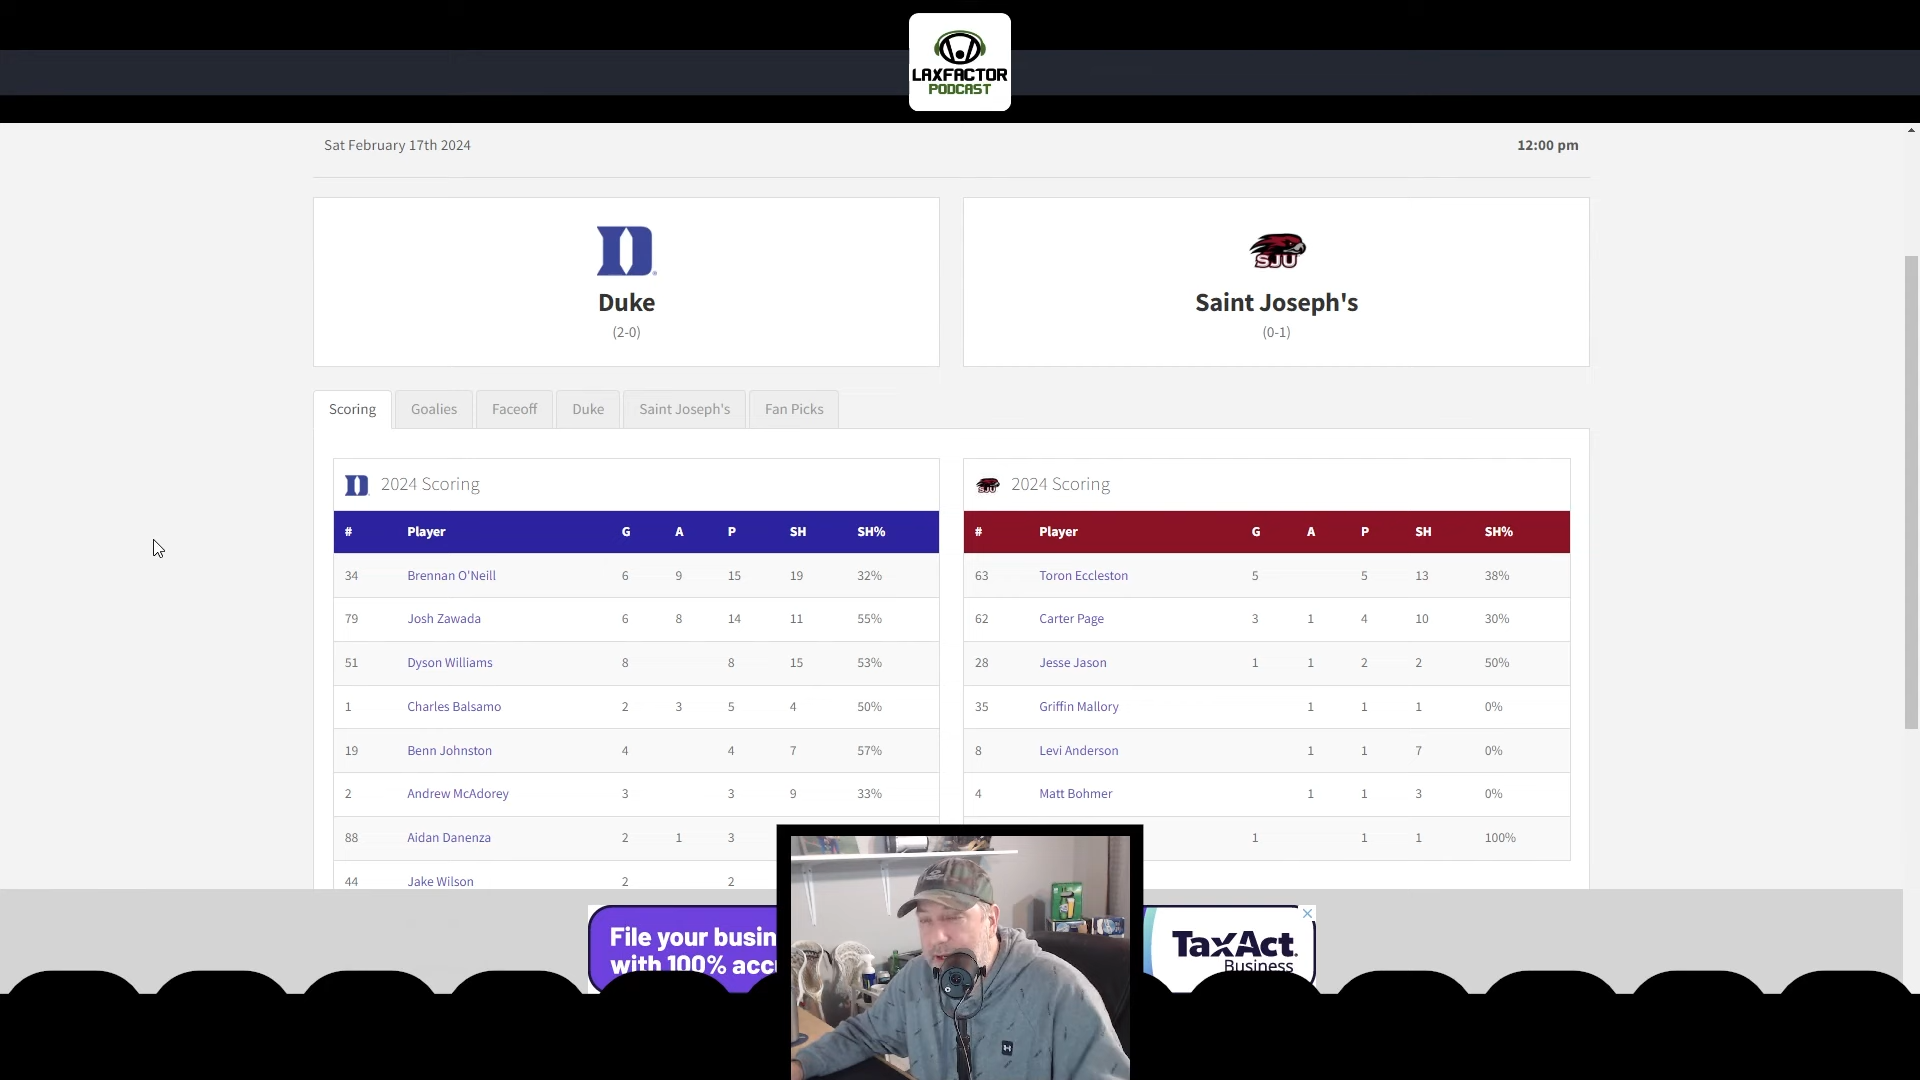 LAXFACTOR
PODCAST
Sat February 17th 2024 12:00 pm
D
SJU
Duke Saint Joseph's
(2-0) (0-1)
Scoring Goalies Faceoff Duke Saint Joseph's Fan Picks
D 2024 Scoring
# Player G A P SH SH%
34 Brennan O'Neill 6 9 15 19 32%
79 Josh Zawada 6 8 14 11 55%
51 Dyson Williams 8 8 15 53%
1 Charles Balsamo 2 3 5 4 50%
19 Benn Johnston 4 4 7 57%
2 Andrew McAdorey 3 3 9 33%
88 Aidan Danenza 2 1 3
44 Jake Wilson 2 2
SJU 2024 Scoring
# Player G A P SH SH%
63 Toron Eccleston 5 5 13 38%
62 Carter Page 3 1 4 10 30%
28 Jesse Jason 1 1 2 2 50%
35 Griffin Mallory 1 1 1 0%
8 Levi Anderson 1 1 7 0%
4 Matt Bohmer 1 1 3 0%
1 1 1 100%
File your busin
with 100% accu
TaxAct.
Business